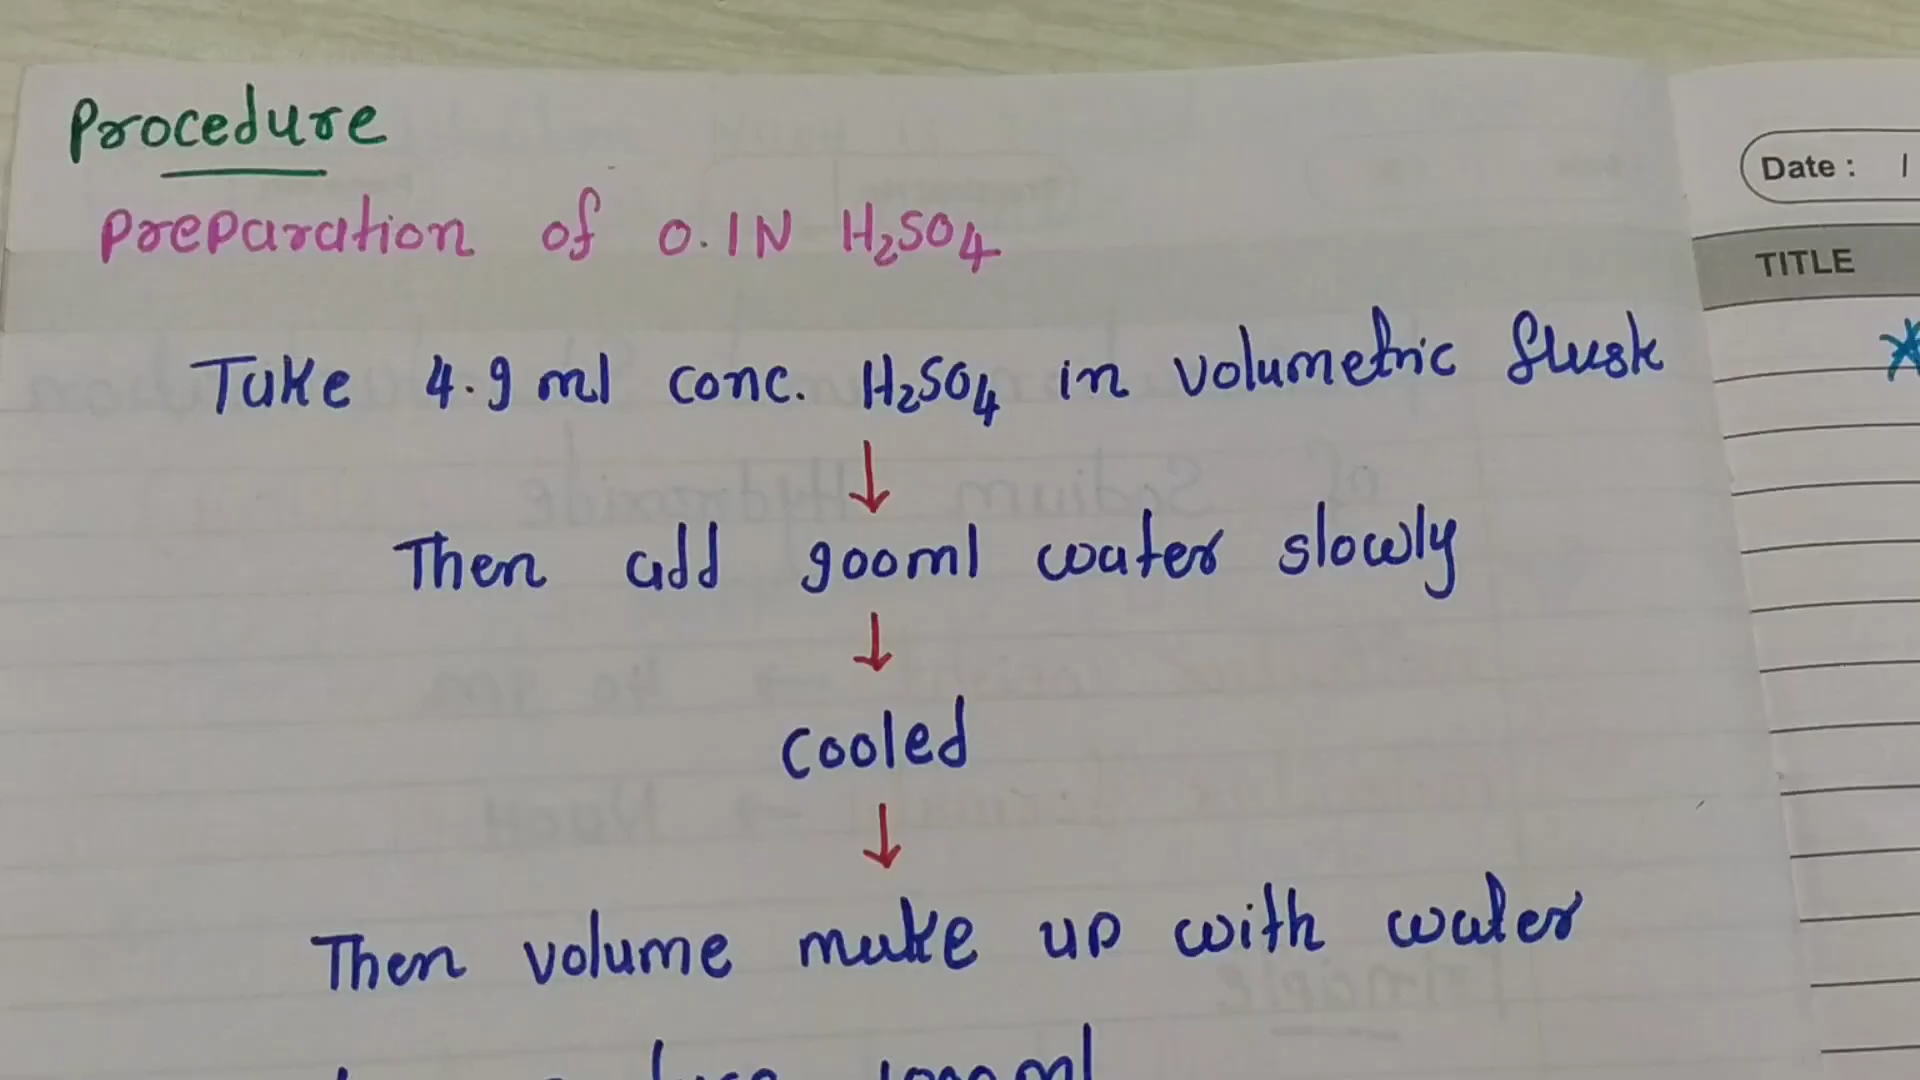 Procedure
Preparation of 0.1N H₂SO₄
Take 4.9 ml conc. H₂SO₄ in volumetric flask
↓
Then add 900ml water slowly
↓
cooled
↓
Then volume make up with water
1000ml
Date : /
TITLE